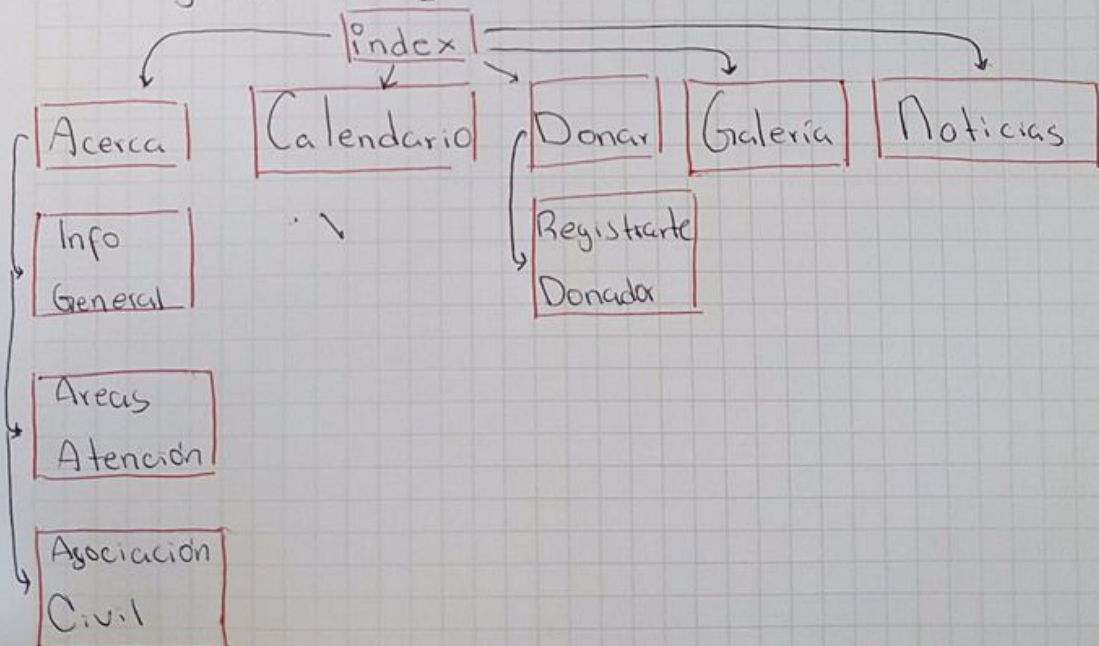 index
Acerca
Calendario
Donar
Galería
Noticias
Info
General
Registrarte
Donador
Areas
Atención
Asociación
Civil